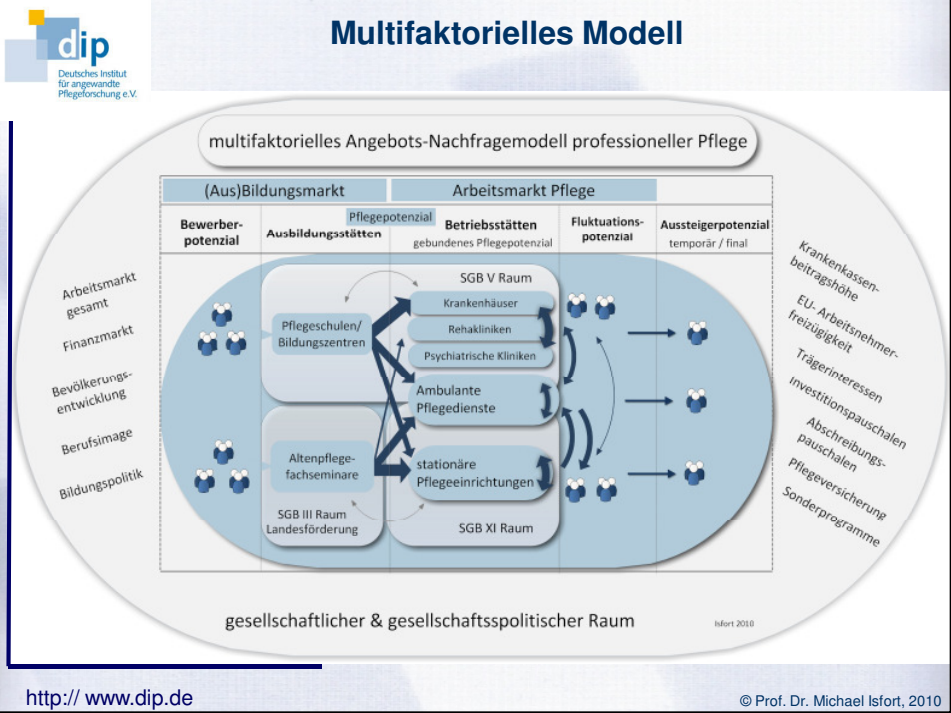 Multifaktorielles Modell
dip
Deutsches Institut
für angewandte
Pflegeforschung e.V.
multifaktorielles Angebots-Nachfragemodell professioneller Pflege
(Aus)Bildungsmarkt
Arbeitsmarkt Pflege
Bewerber-
potenzial
Ausbildungsstätten
Pflegepotenzial
Betriebsstätten
gebundenes Pflegepotenzial
Fluktuations-
potenzial
Aussteigerpotenzial
temporär / final
Arbeitsmarkt
gesamt
Finanzmarkt
Bevölkerungs-
entwicklung
Berufsimage
Bildungspolitik
Pflegeschulen/
Bildungszentren
Altenpflege-
fachseminare
SGB III Raum
Landesförderung
SGB V Raum
Krankenhäuser
Rehakliniken
Psychiatrische Kliniken
Ambulante
Pflegedienste
stationäre
Pflegeeinrichtungen
SGB XI Raum
Krankenkassen-
beitragshöhe
EU- Arbeitsnehmer-
freizügigkeit
Trägerinteressen
Investitionspauschalen
Abschreibungs-
pauschalen
Pflegeversicherung
Sonderprogramme
gesellschaftlicher & gesellschaftsspolitischer Raum
Isfort 2010
http:// www.dip.de
© Prof. Dr. Michael Isfort, 2010